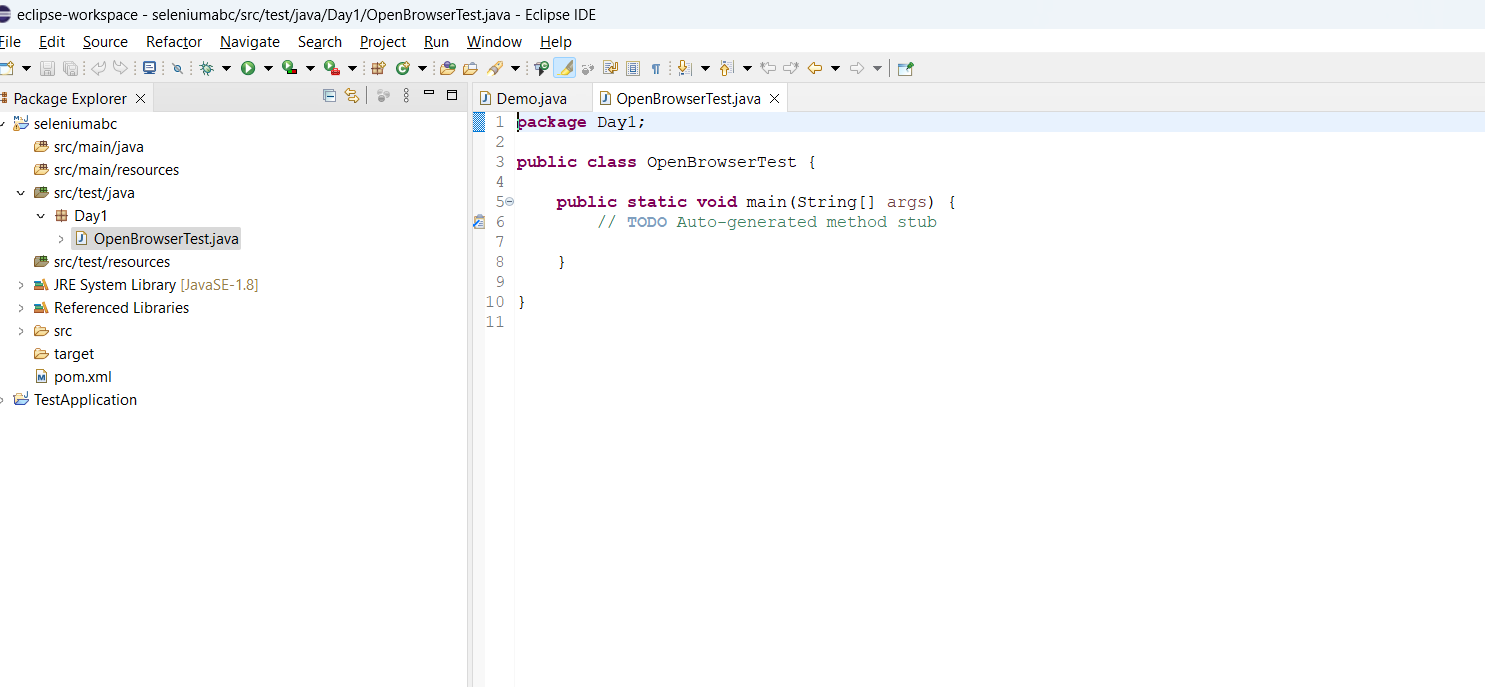 eclipse-workspace - seleniumabc/src/test/java/Day1/OpenBrowserTest.java - Eclipse IDE
File Edit Source Refactor Navigate Search Project Run Window Help
Package Explorer
seleniumabc
src/main/java
src/main/resources
src/test/java
Day1
OpenBrowserTest.java
src/test/resources
JRE System Library [JavaSE-1.8]
Referenced Libraries
src
target
pom.xml
TestApplication
Demo.java OpenBrowserTest.java
1 package Day1;
2
3 public class OpenBrowserTest {
4
5 public static void main(String[] args) {
6 // TODO Auto-generated method stub
7
8 }
9
10 }
11